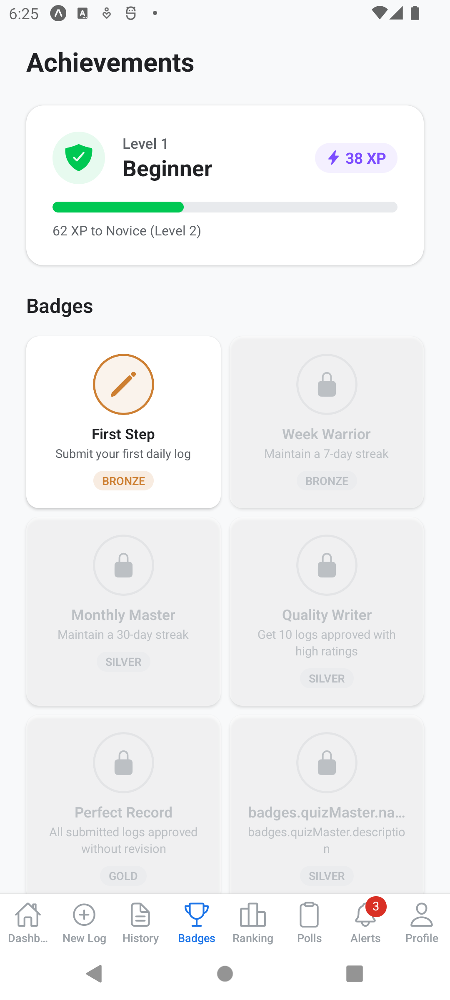 6:25
Achievements
Level 1
Beginner
38 XP
62 XP to Novice (Level 2)
Badges
First Step
Submit your first daily log
BRONZE
Week Warrior
Maintain a 7-day streak
BRONZE
Monthly Master
Maintain a 30-day streak
SILVER
Quality Writer
Get 10 logs approved with
high ratings
SILVER
Perfect Record
All submitted logs approved
without revision
GOLD
badges.quizMaster.na...
badges.quizMaster.descriptio
n
SILVER
Dashb...
New Log
History
Badges
Ranking
Polls
3
Alerts
Profile